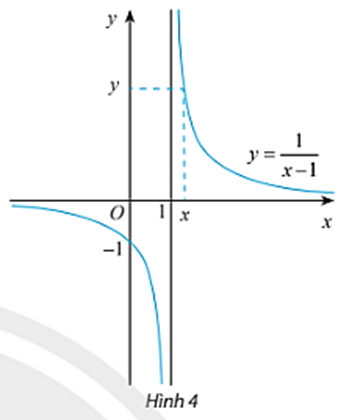 y
y
y = 1/(x−1)
O 1 x x
−1
Hình 4